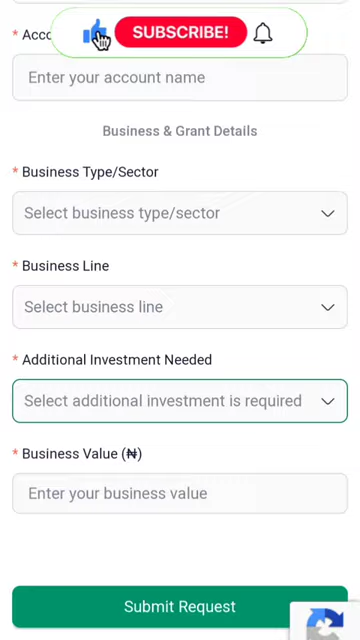 * Acco
SUBSCRIBE!
Enter your account name
Business & Grant Details
* Business Type/Sector
Select business type/sector
* Business Line
Select business line
* Additional Investment Needed
Select additional investment is required
* Business Value (₦)
Enter your business value
Submit Request